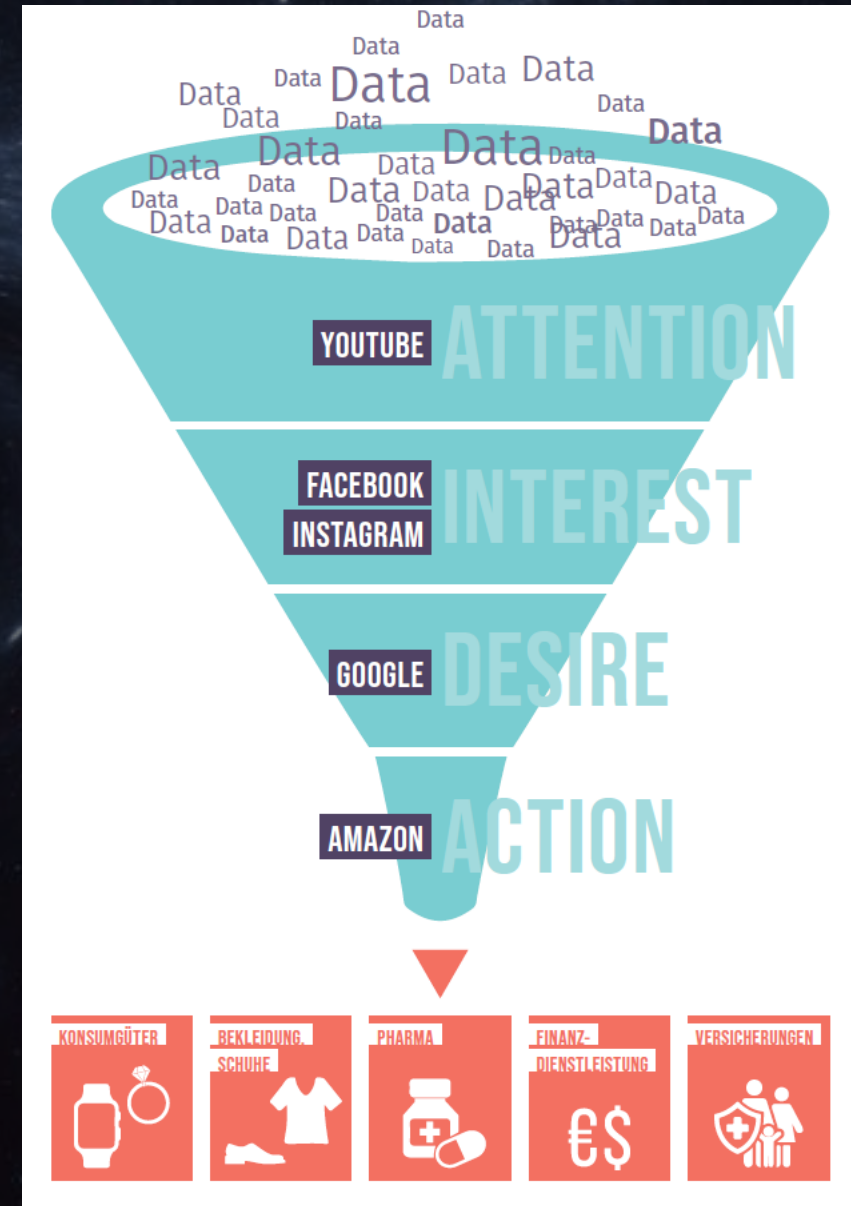 Data
Data
Data Data Data Data Data
Data Data Data Data Data
Data Data Data Data Data
Data Data Data Data Data Data Data Data
Data Data Data Data Data Data
Data Data Data Data Data Data Data Data
Data Data Data
YOUTUBE ATTENTION
FACEBOOK INTEREST
INSTAGRAM
GOOGLE DESIRE
AMAZON ACTION
KONSUMGÜTER
BEKLEIDUNG,
SCHUHE
PHARMA
FINANZ-
DIENSTLEISTUNG
€$
VERSICHERUNGEN